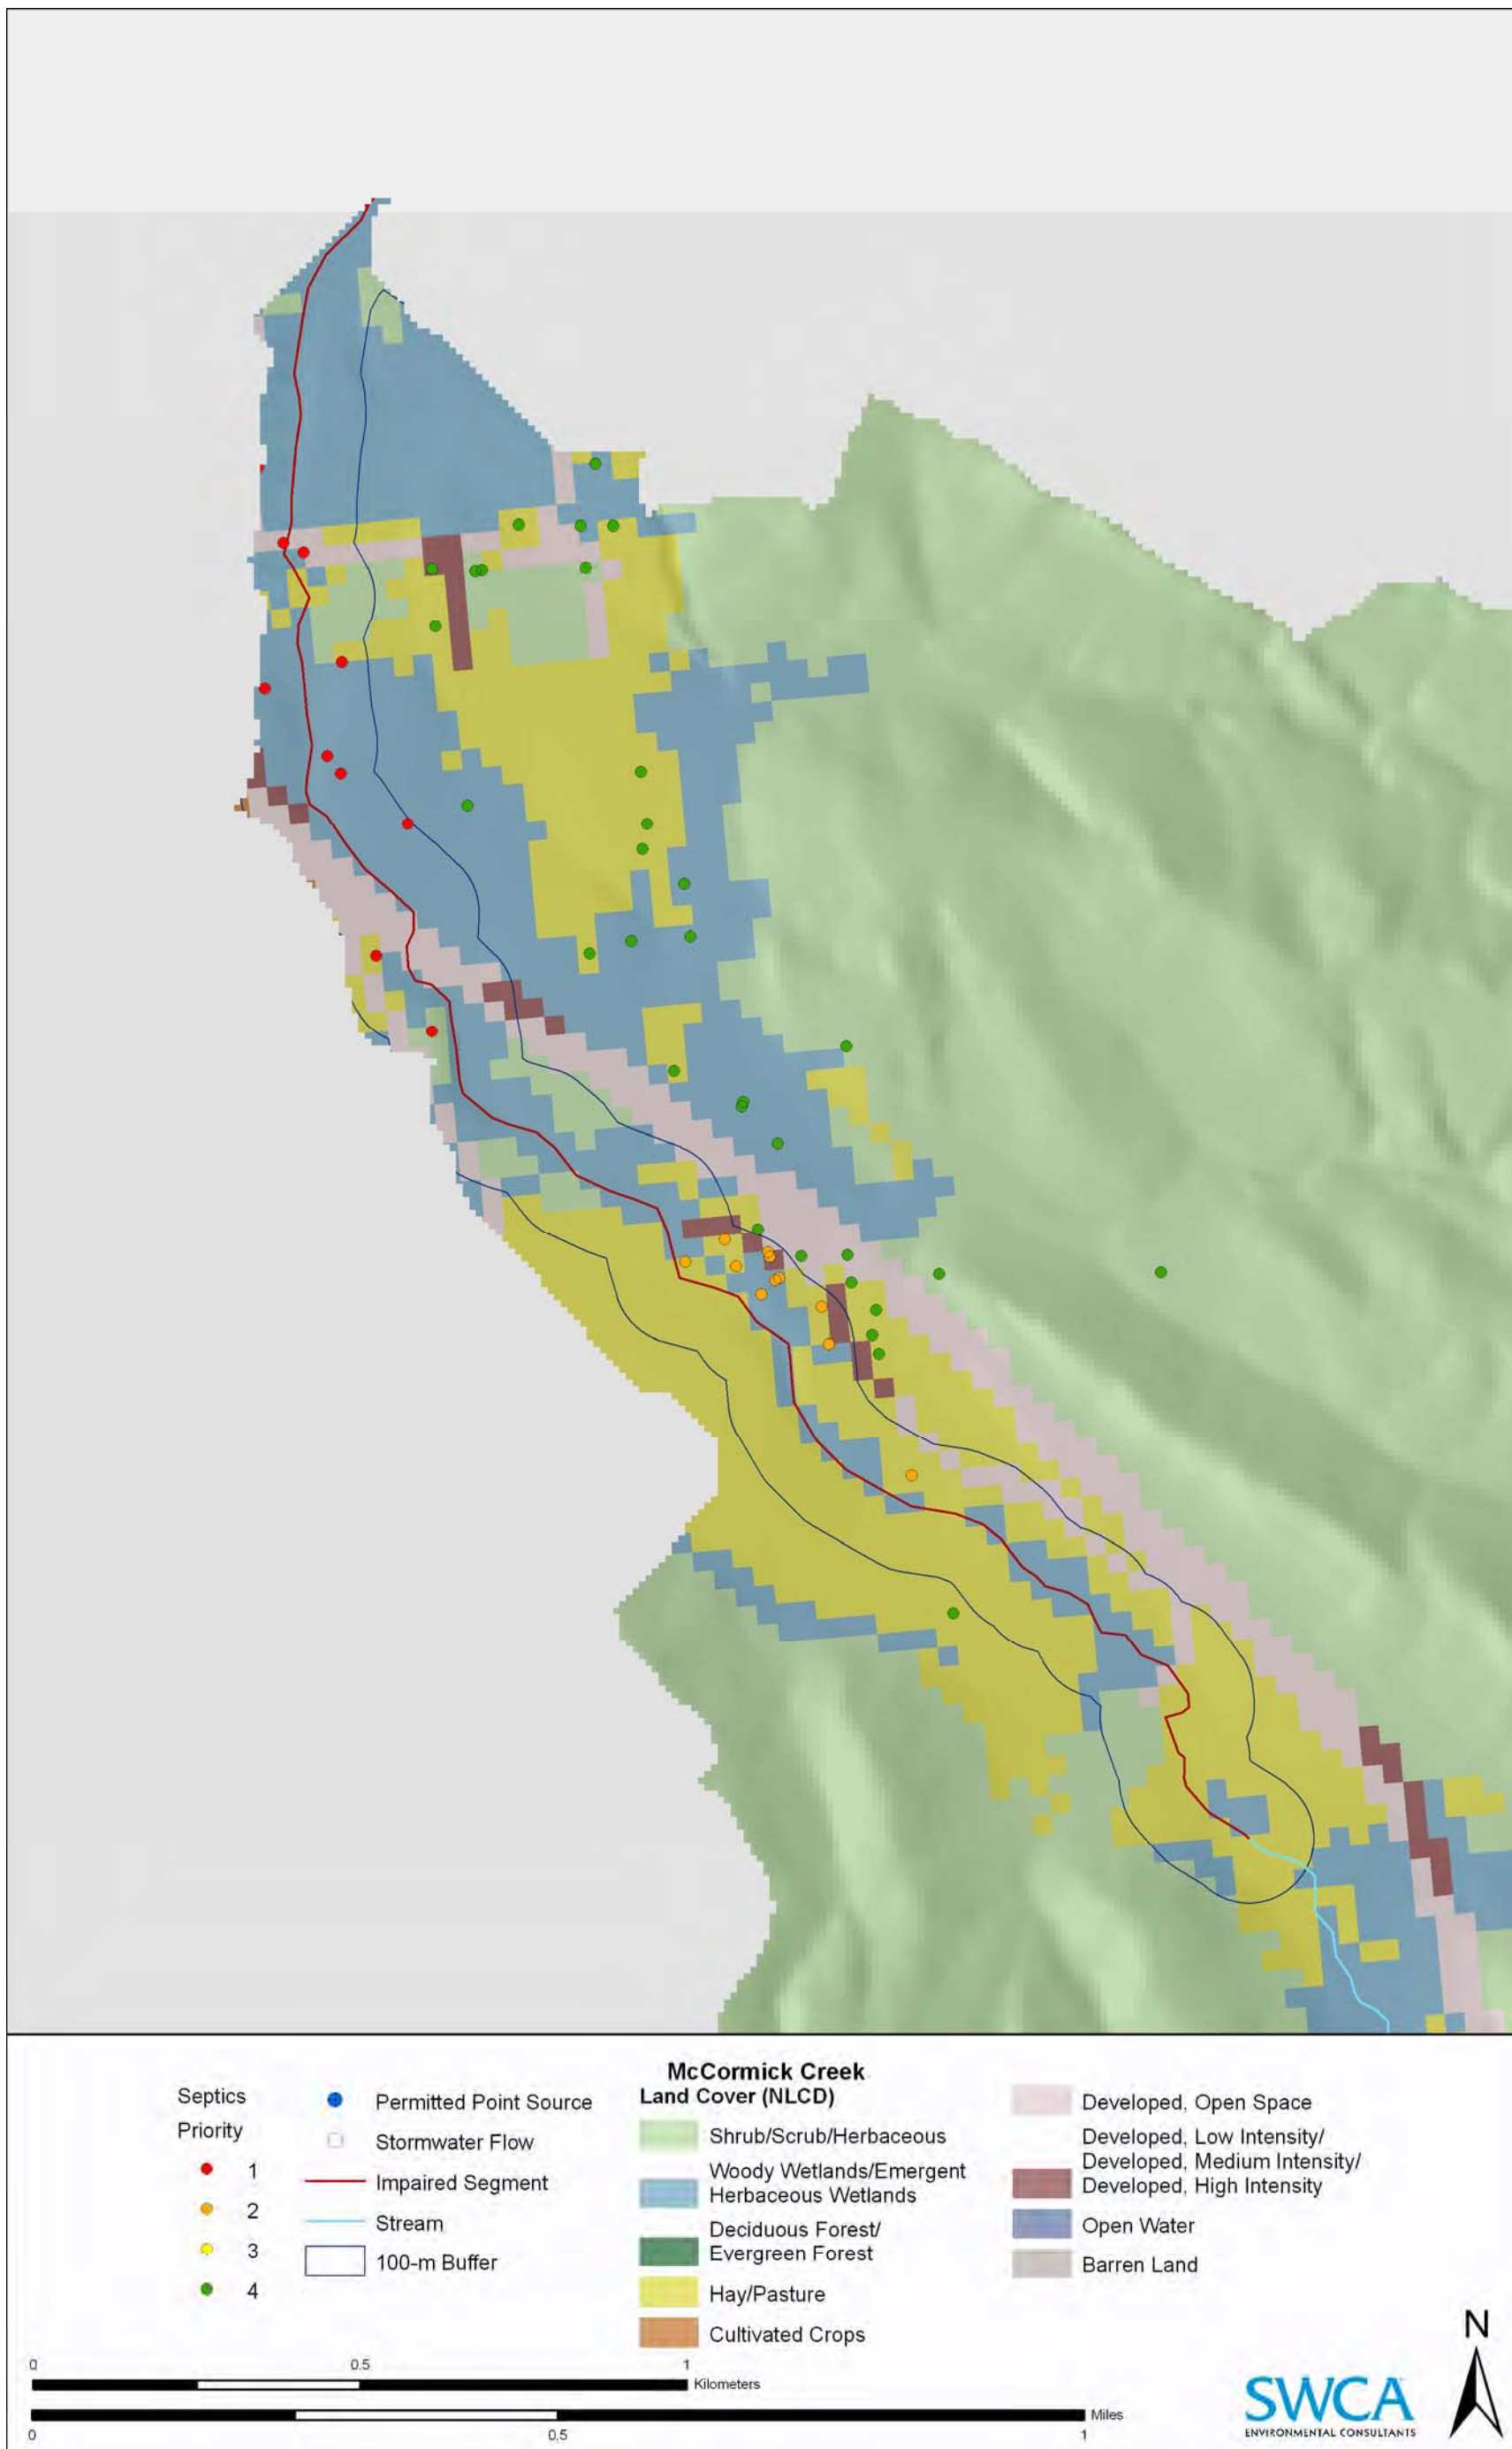 McCormick Creek
Septics
Priority
1
2
3
4
Permitted Point Source
Stormwater Flow
Impaired Segment
Stream
100-m Buffer
Land Cover (NLCD)
Shrub/Scrub/Herbaceous
Woody Wetlands/Emergent
Herbaceous Wetlands
Deciduous Forest/
Evergreen Forest
Hay/Pasture
Cultivated Crops
Developed, Open Space
Developed, Low Intensity/
Developed, Medium Intensity/
Developed, High Intensity
Open Water
Barren Land
0 0.5 1
Kilometers
Miles
0 0.5 1
SWCA
ENVIRONMENTAL CONSULTANTS
N